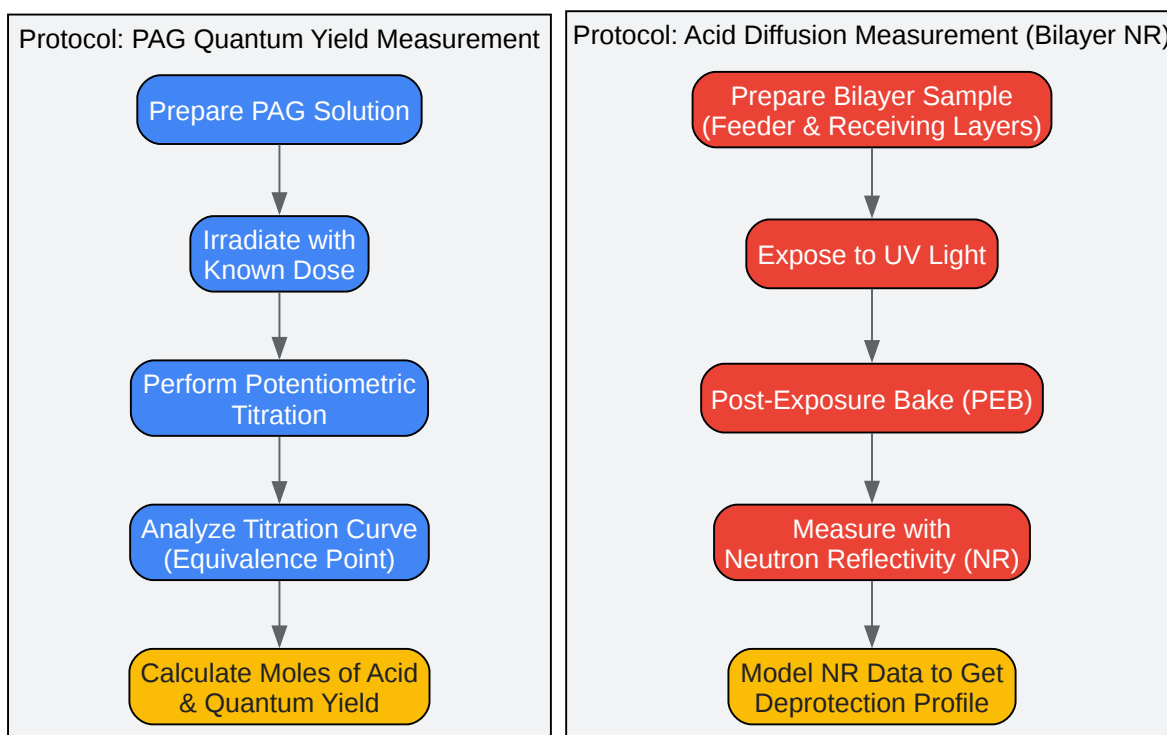 Protocol: PAG Quantum Yield Measurement
Prepare PAG Solution
Irradiate with
Known Dose
Perform Potentiometric
Titration
Analyze Titration Curve
(Equivalence Point)
Calculate Moles of Acid
& Quantum Yield
Protocol: Acid Diffusion Measurement (Bilayer NR)
Prepare Bilayer Sample
(Feeder & Receiving Layers)
Expose to UV Light
Post-Exposure Bake (PEB)
Measure with
Neutron Reflectivity (NR)
Model NR Data to Get
Deprotection Profile